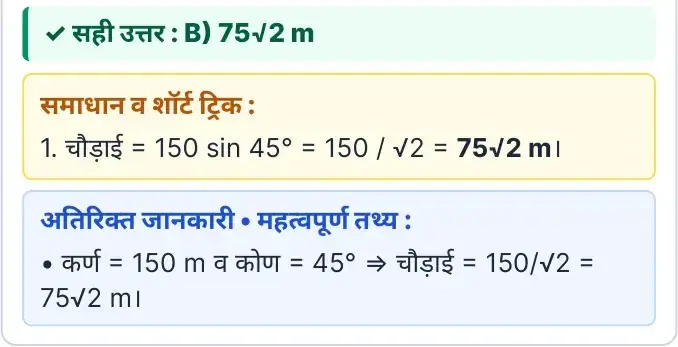 ✓ सही उत्तर : B) 75√2 m
समाधान व शॉर्ट ट्रिक :
1. चौड़ाई = 150 sin 45° = 150 / √2 = 75√2 m।
अतिरिक्त जानकारी • महत्वपूर्ण तथ्य :
• कर्ण = 150 m व कोण = 45° ⇒ चौड़ाई = 150/√2 =
75√2 m।